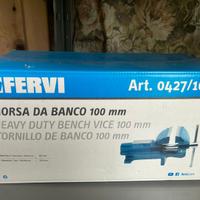 FERVI
Art. 0427/10
MORSA DA BANCO 100 mm
HEAVY DUTY BENCH VICE 100 mm
TORNILLO DE BANCO 100 mm